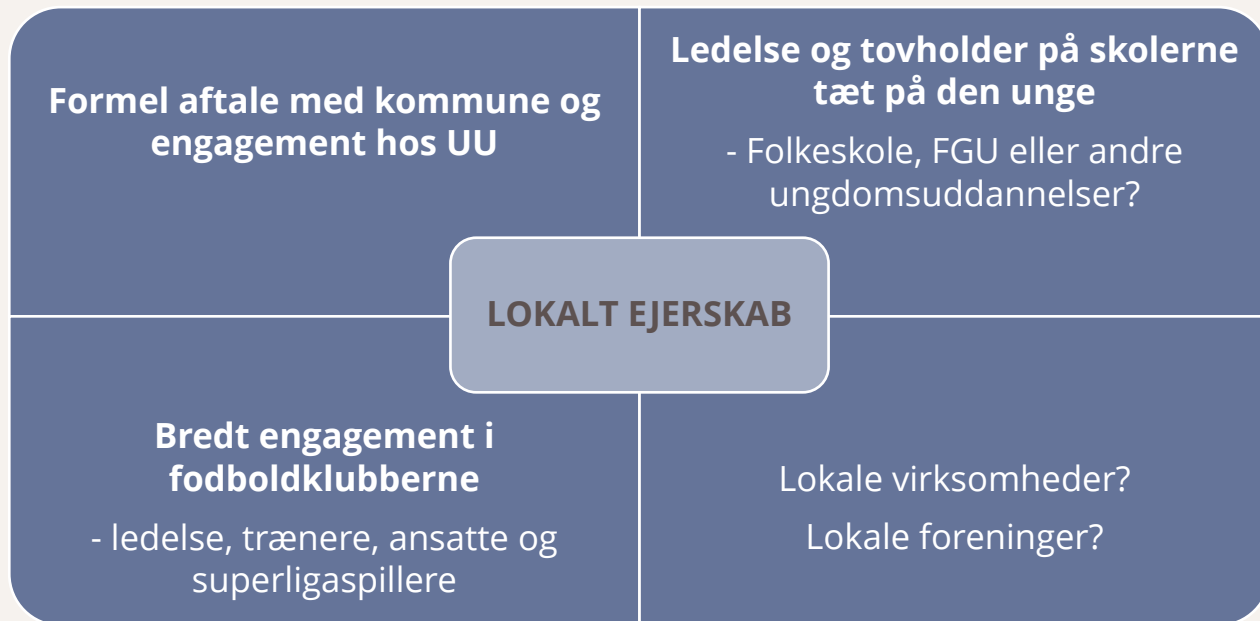 Formel aftale med kommune og
engagement hos UU
Ledelse og tovholder på skolerne
tæt på den unge
- Folkeskole, FGU eller andre
ungdomsuddannelser?
LOKALT EJERSKAB
Bredt engagement i
fodboldklubberne
- ledelse, trænere, ansatte og
superligaspillere
Lokale virksomheder?
Lokale foreninger?